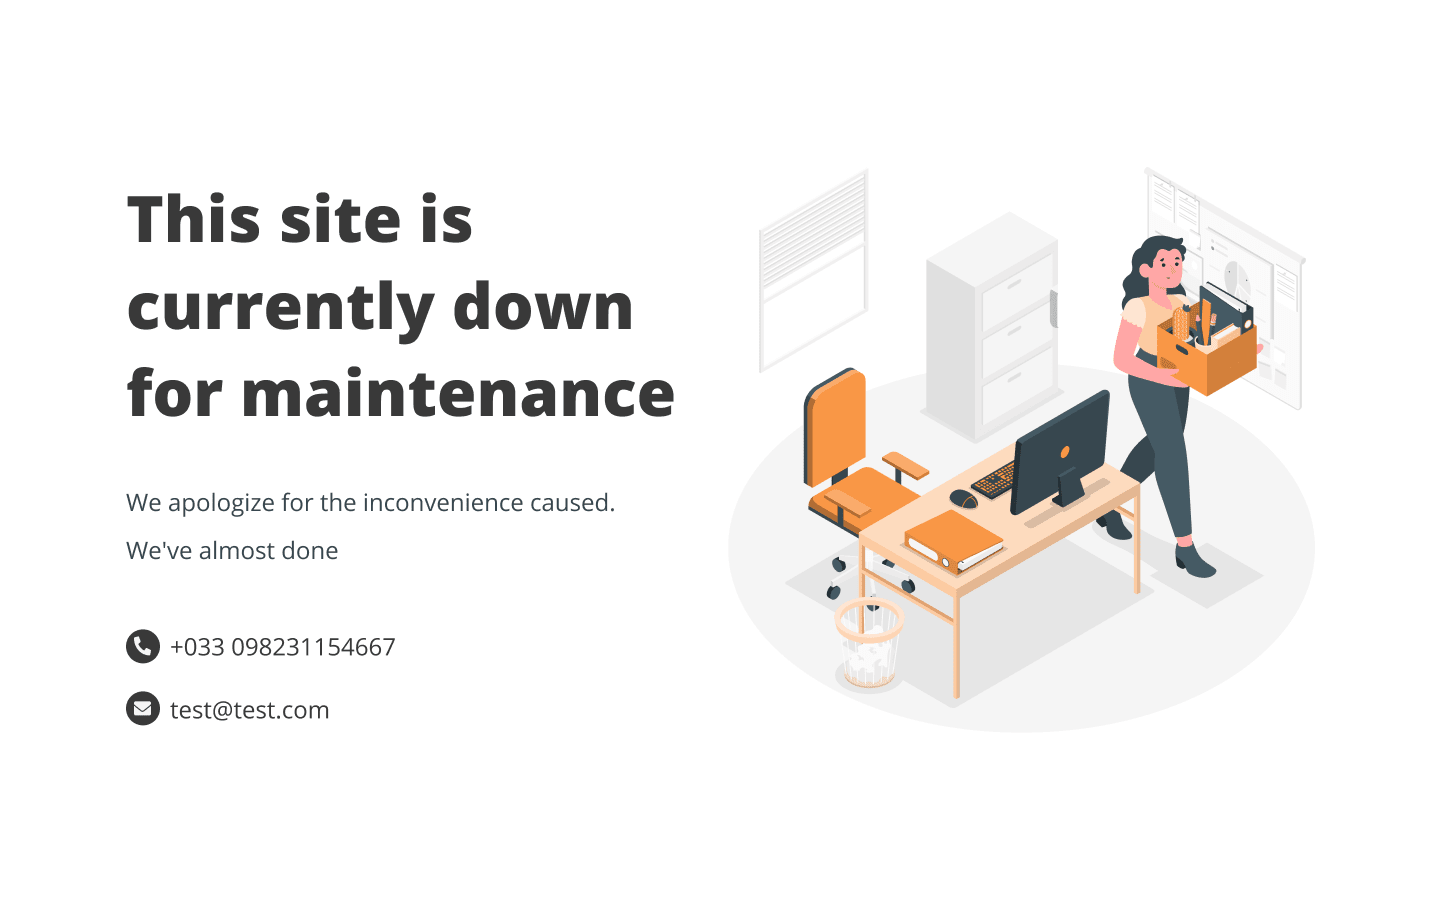 This site is
currently down
for maintenance
We apologize for the inconvenience caused.
We've almost done
+033 098231154667
test@test.com